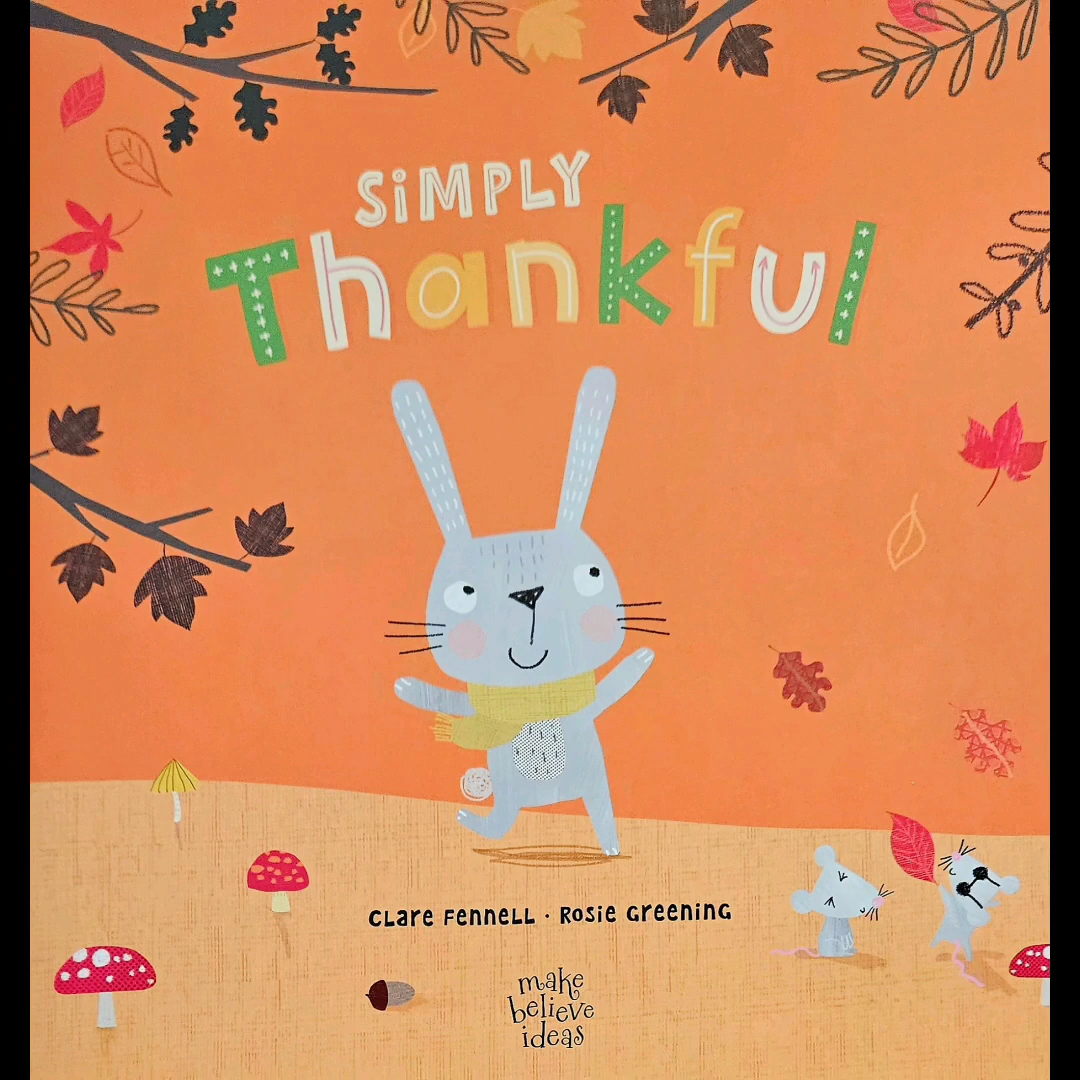 SiMPLY
Thankful
CLARE FENNELL · ROSIE GREENING
make
believe
ideas